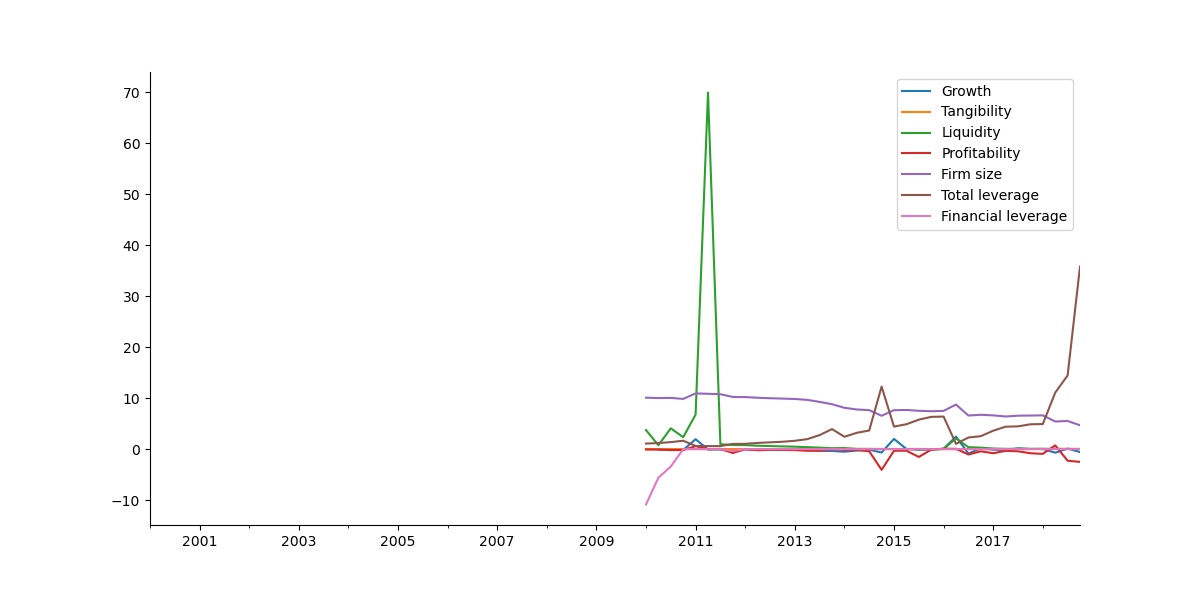 70
60
50
40
30
20
10
0
−10
2001 2003 2005 2007 2009 2011 2013 2015 2017
Growth
Tangibility
Liquidity
Profitability
Firm size
Total leverage
Financial leverage